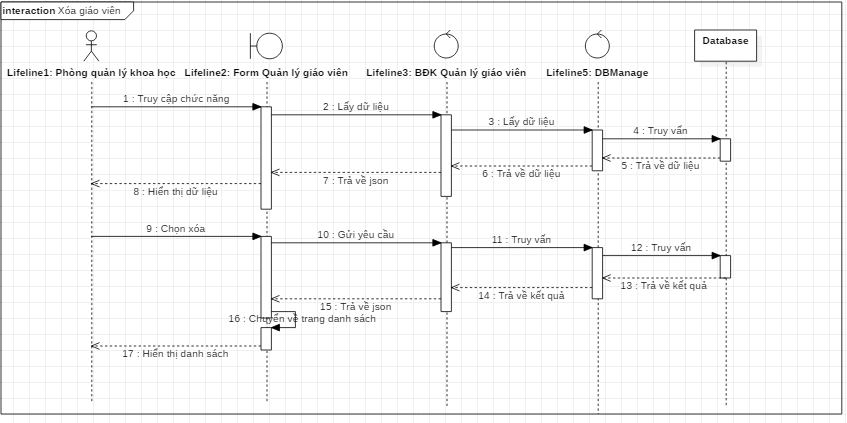 interaction Xóa giáo viên
Lifeline1: Phòng quản lý khoa học
Lifeline2: Form Quản lý giáo viên
Lifeline3: BĐK Quản lý giáo viên
Lifeline5: DBManage
Database
1 : Truy cập chức năng
2 : Lấy dữ liệu
3 : Lấy dữ liệu
4 : Truy vấn
5 : Trả về dữ liệu
6 : Trả về dữ liệu
7 : Trả về json
8 : Hiển thị dữ liệu
9 : Chọn xóa
10 : Gửi yêu cầu
11 : Truy vấn
12 : Truy vấn
13 : Trả về kết quả
14 : Trả về kết quả
15 : Trả về json
16 : Chuyển về trang danh sách
17 : Hiển thị danh sách